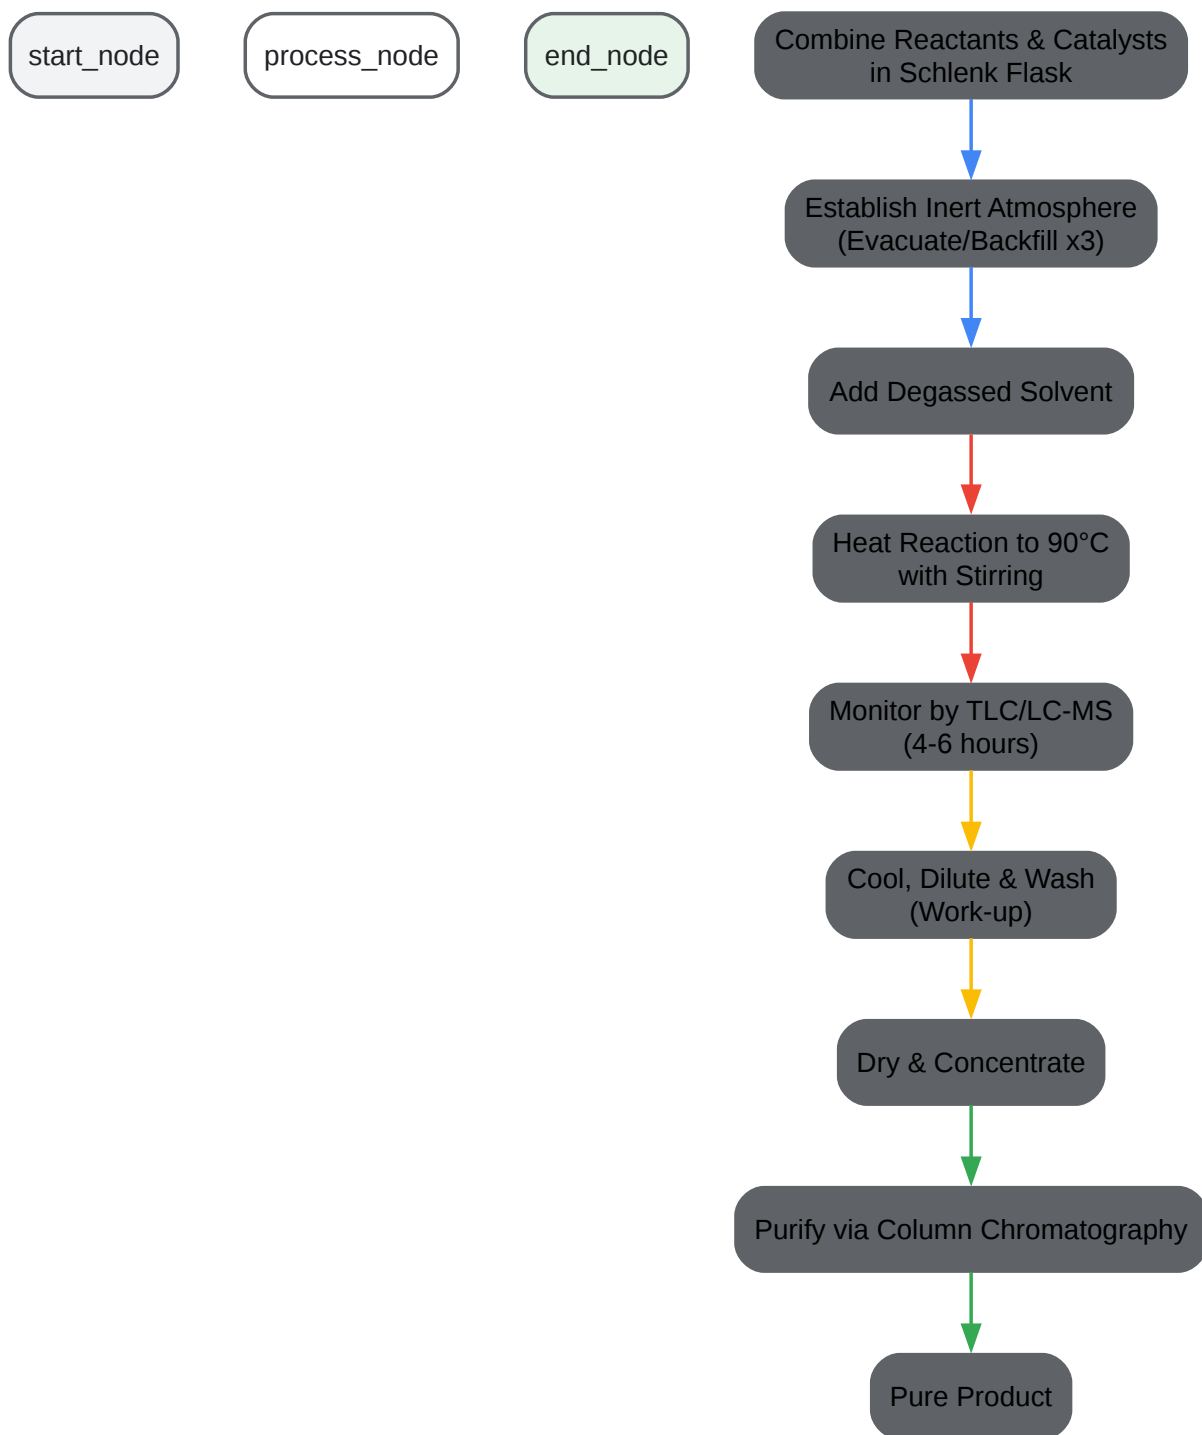 start_node
process_node
end_node
Combine Reactants & Catalysts
in Schlenk Flask
Establish Inert Atmosphere
(Evacuate/Backfill x3)
Add Degassed Solvent
Heat Reaction to 90°C
with Stirring
Monitor by TLC/LC-MS
(4-6 hours)
Cool, Dilute & Wash
(Work-up)
Dry & Concentrate
Purify via Column Chromatography
Pure Product